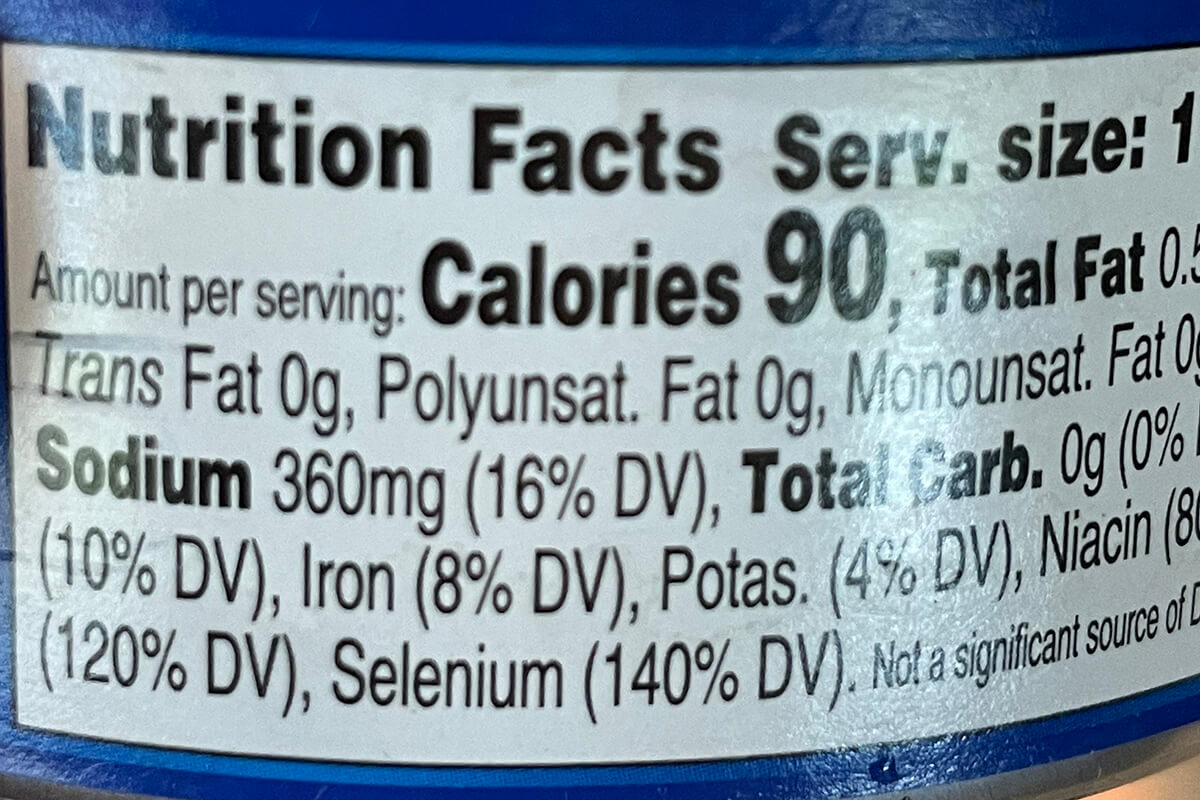 Nutrition Facts Serv. size: 1
Amount per serving: Calories 90, Total Fat 0.5
Trans Fat 0g, Polyunsat. Fat 0g, Monounsat. Fat 0g
Sodium 360mg (16% DV), Total Carb. 0g (0%
(10% DV), Iron (8% DV), Potas. (4% DV), Niacin
(120% DV), Selenium (140% DV). Not a significant source of